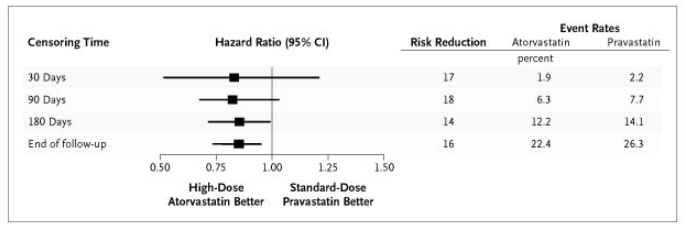 Event Rates
Censoring Time Hazard Ratio (95% CI) Risk Reduction Atorvastatin Pravastatin
percent
30 Days 17 1.9 2.2
90 Days 18 6.3 7.7
180 Days 14 12.2 14.1
End of follow-up 16 22.4 26.3
0.50 0.75 1.00 1.25 1.50
High-Dose Standard-Dose
Atorvastatin Better Pravastatin Better